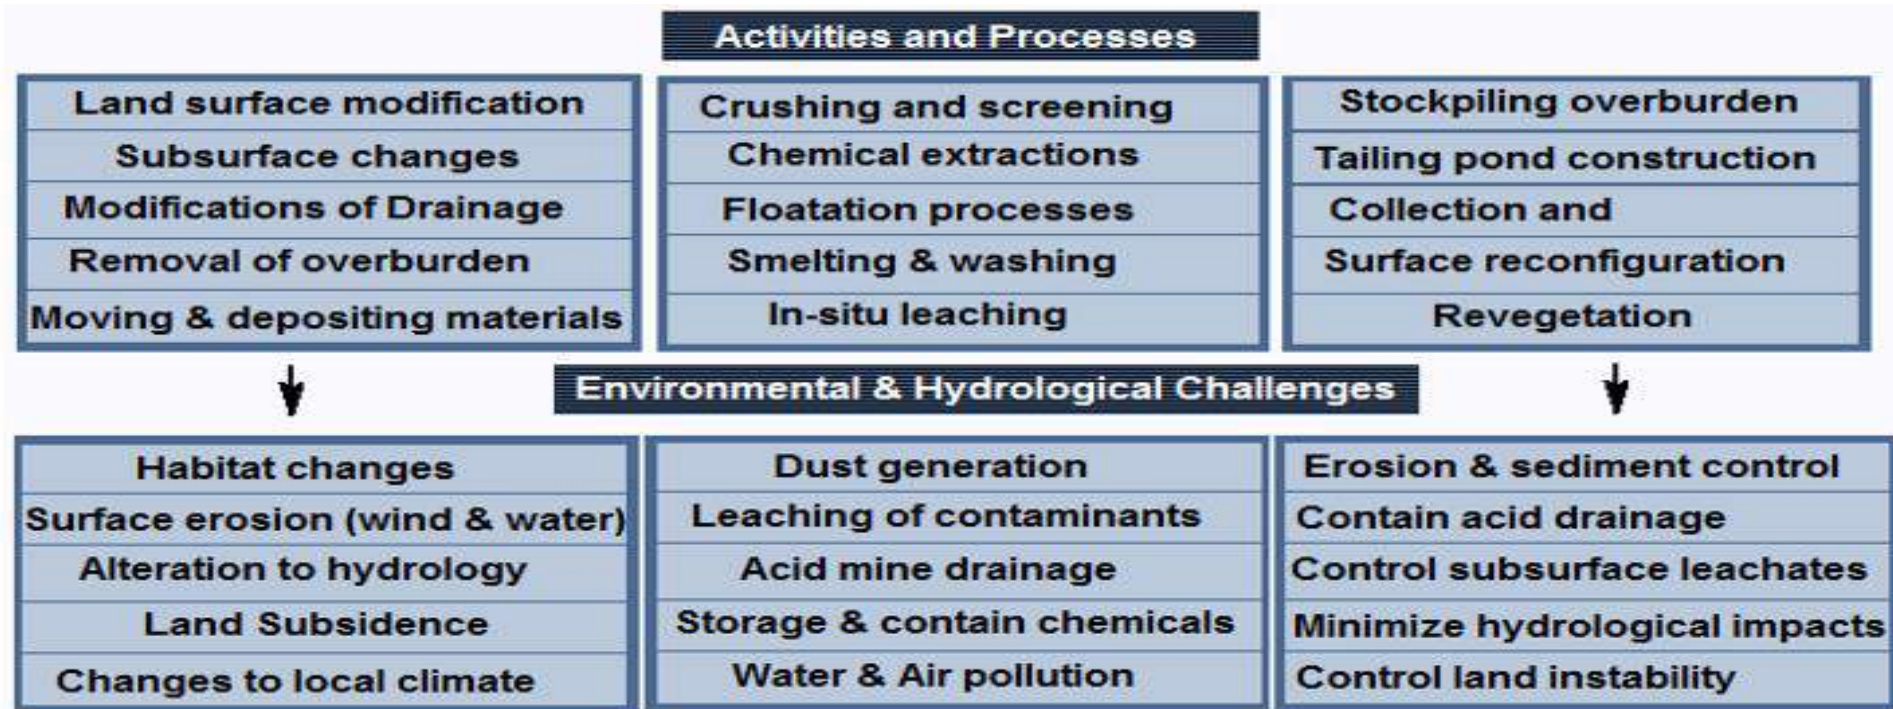 Activities and Processes
Land surface modification
Subsurface changes
Modifications of Drainage
Removal of overburden
Moving & depositing materials
Crushing and screening
Chemical extractions
Floatation processes
Smelting & washing
In-situ leaching
Stockpiling overburden
Tailing pond construction
Collection and
Surface reconfiguration
Revegetation
Environmental & Hydrological Challenges
Habitat changes
Surface erosion (wind & water)
Alteration to hydrology
Land Subsidence
Changes to local climate
Dust generation
Leaching of contaminants
Acid mine drainage
Storage & contain chemicals
Water & Air pollution
Erosion & sediment control
Contain acid drainage
Control subsurface leachates
Minimize hydrological impacts
Control land instability